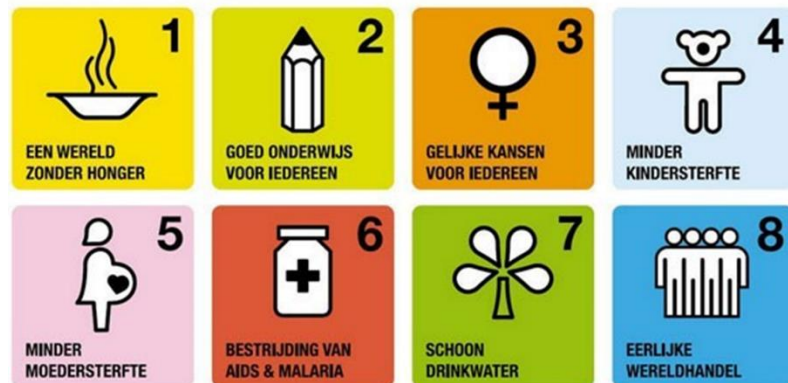 1
EEN WERELD
ZONDER HONGER
2
GOED ONDERWIJS
VOOR IEDEREEN
3
GELIJKE KANSEN
VOOR IEDEREEN
4
MINDER
KINDERSTERFTE
5
MINDER
MOEDERSTERFTE
6
BESTRIJDING VAN
AIDS & MALARIA
7
SCHOON
DRINKWATER
8
EERLIJKE
WERELDHANDEL